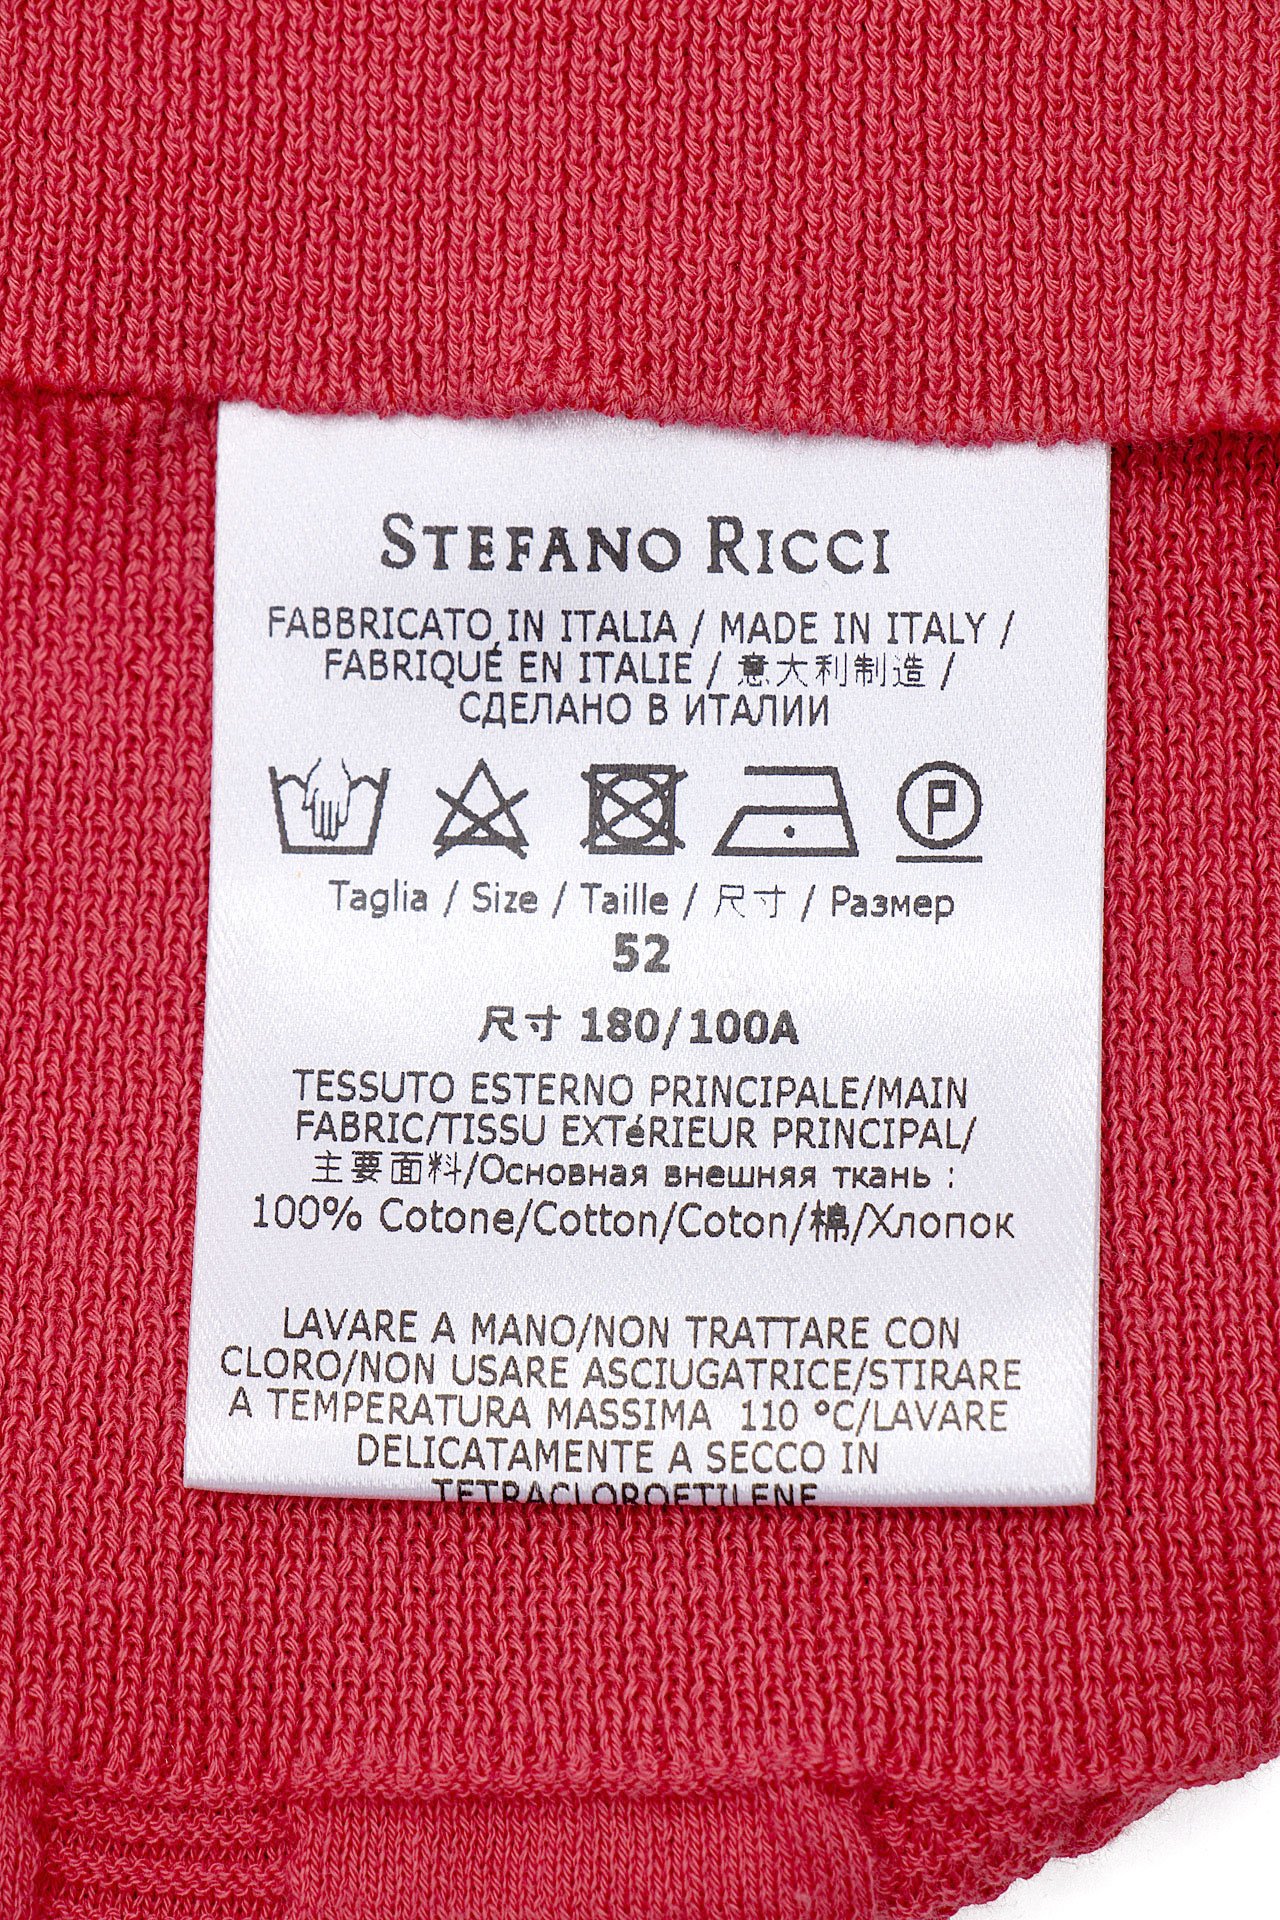 STEFANO RICCI
FABBRICATO IN ITALIA / MADE IN ITALY /
FABRIQUÉ EN ITALIE / 意大利制造 /
СДЕЛАНО В ИТАЛИИ
P
Taglia / Size / Taille / 尺寸 / Размер
52
尺寸 180/100A
TESSUTO ESTERNO PRINCIPALE/MAIN
FABRIC/TISSU EXTéRIEUR PRINCIPAL/
主要面料/Основная внешняя ткань :
100% Cotone/Cotton/Coton/棉/Хлопок
LAVARE A MANO/NON TRATTARE CON
CLORO/NON USARE ASCIUGATRICE/STIRARE
A TEMPERATURA MASSIMA 110 °C/LAVARE
DELICATAMENTE A SECCO IN
TETRACLOROETILENE